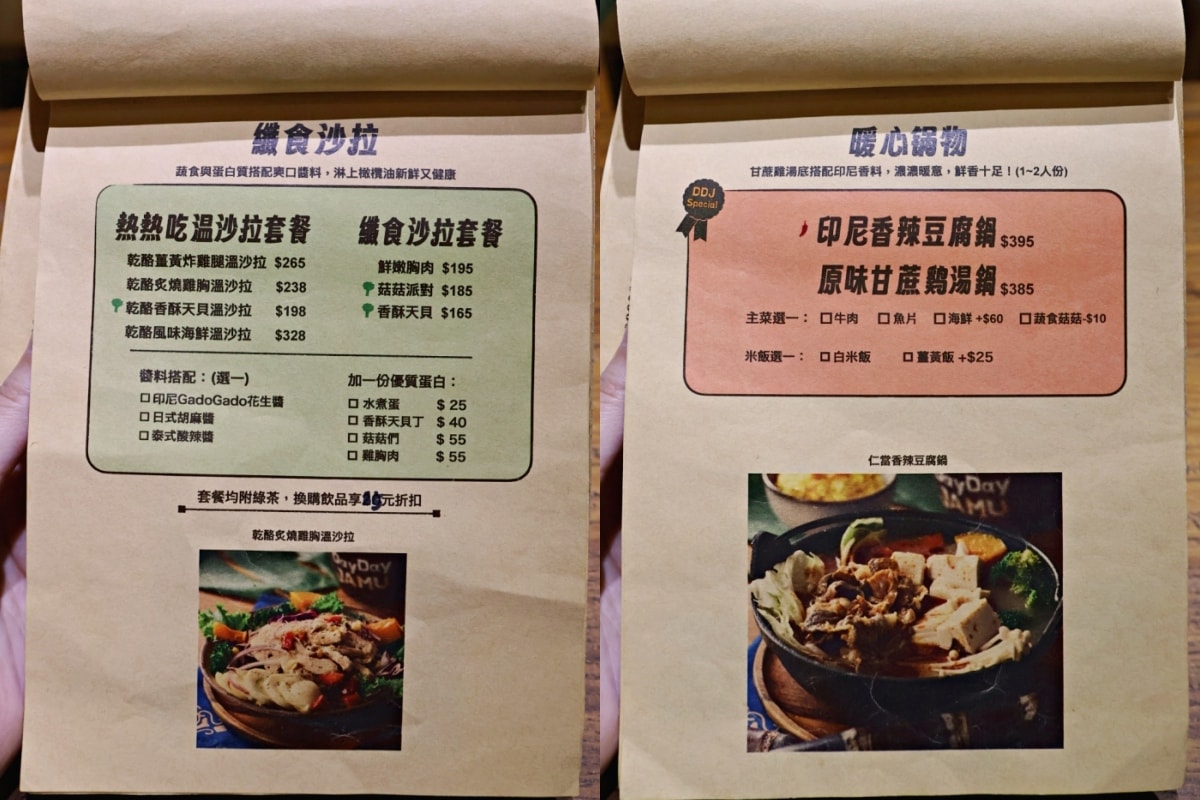 纖食沙拉
蔬食與蛋白質搭配爽口醬料，淋上橄欖油新鮮又健康
熱熱吃溫沙拉套餐
乾酪薑黃炸雞腿溫沙拉 $265
乾酪炙燒雞胸溫沙拉 $238
乾酪香酥天貝溫沙拉 $198
乾酪風味海鮮溫沙拉 $328
纖食沙拉套餐
鮮嫩胸肉 $195
菇菇派對 $185
香酥天貝 $165
醬料搭配：(選一)
□印尼GadoGado花生醬
□日式胡麻醬
□泰式酸辣醬
加一份優質蛋白：
□ 水煮蛋 $ 25
□ 香酥天貝丁 $ 40
□ 菇菇們 $ 55
□ 雞胸肉 $ 55
套餐均附綠茶，換購飲品享元折扣
乾酪炙燒雞胸溫沙拉
DayDay
JAMU
暖心锅物
甘蔗雞湯底搭配印尼香料，濃濃暖意，鮮香十足！(1~2人份)
DDJ
Special
印尼香辣豆腐鍋 $395
原味甘蔗鷄湯鍋 $385
主菜選一： □牛肉 □魚片 □海鮮 +$60 □蔬食菇菇-$10
米飯選一： □白米飯 □薑黃飯 +$25
仁當香辣豆腐鍋
DayDay
JAMU